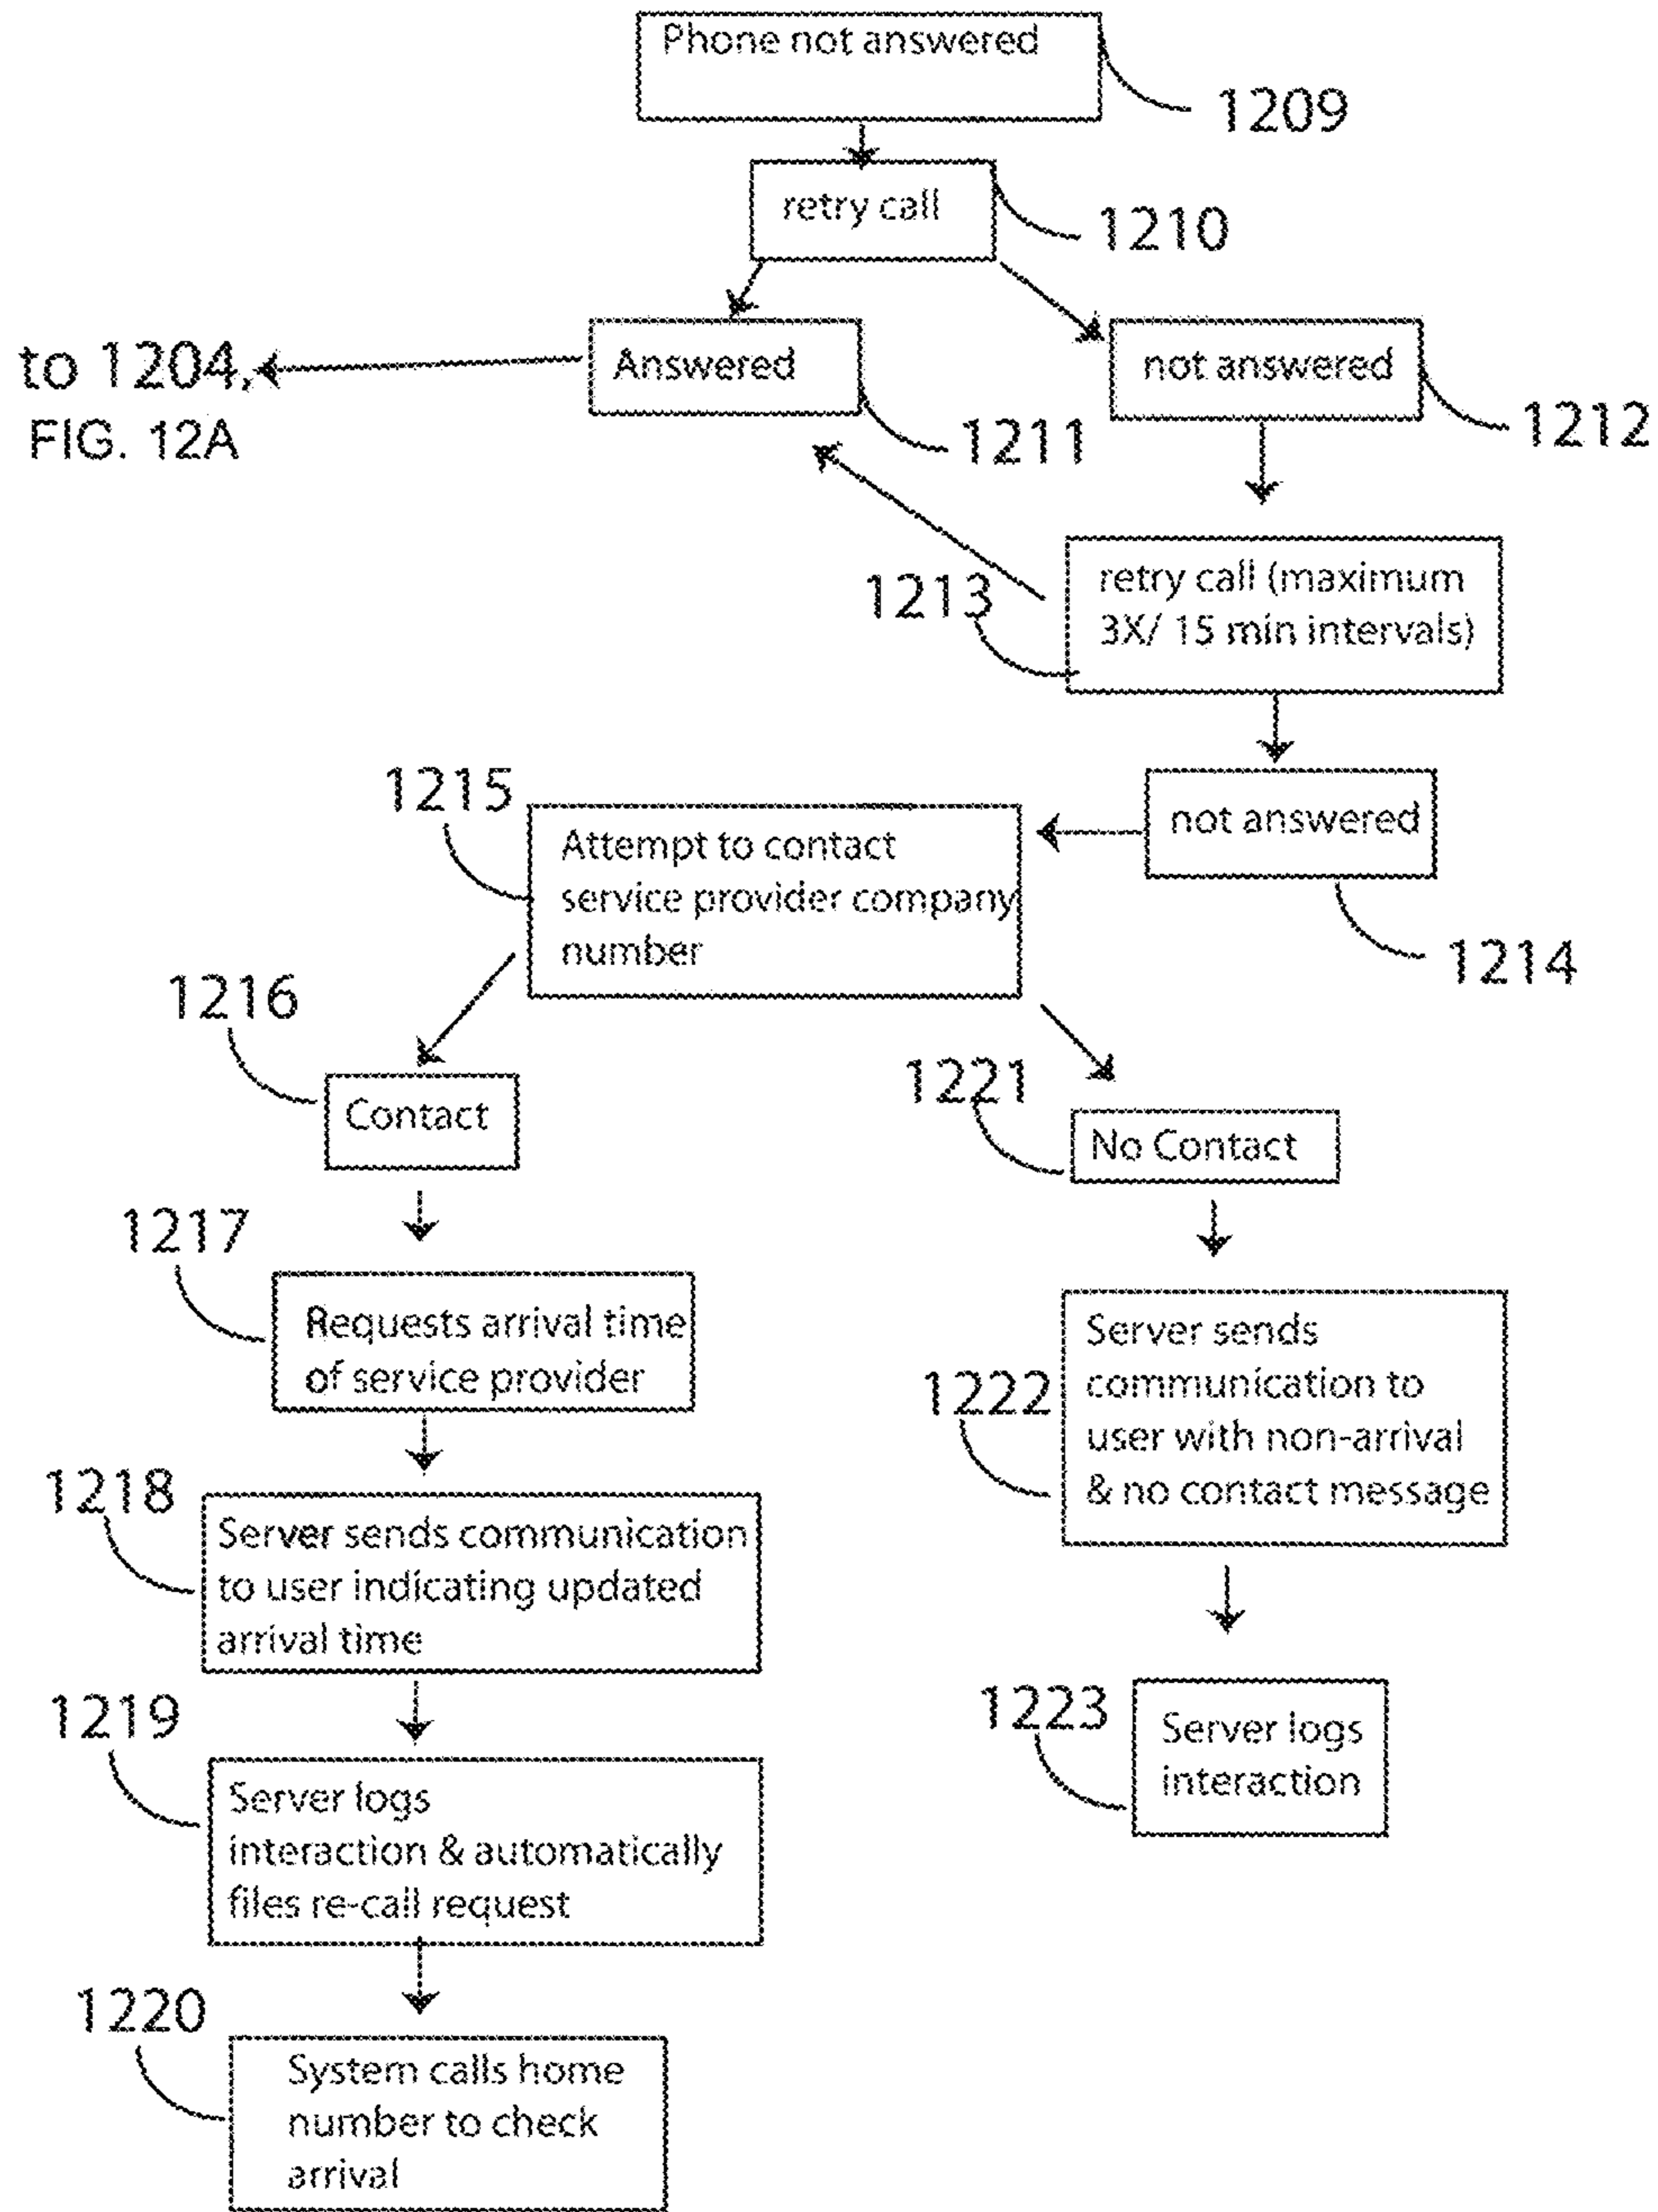 Phone not answered
1209
retry call
1210
to 1204,
FIG. 12A
Answered
1211
not answered
1212
1213
retry call (maximum
3X/ 15 min intervals)
not answered
1214
1215
Attempt to contact
service provider company
number
1216
Contact
1221
No Contact
1217
Requests arrival time
of service provider
1222
Server sends
communication to
user with non-arrival
& no contact message
1218
Server sends communication
to user indicating updated
arrival time
1223
Server logs
interaction
1219
Server logs
interaction & automatically
files re-call request
1220
System calls home
number to check
arrival